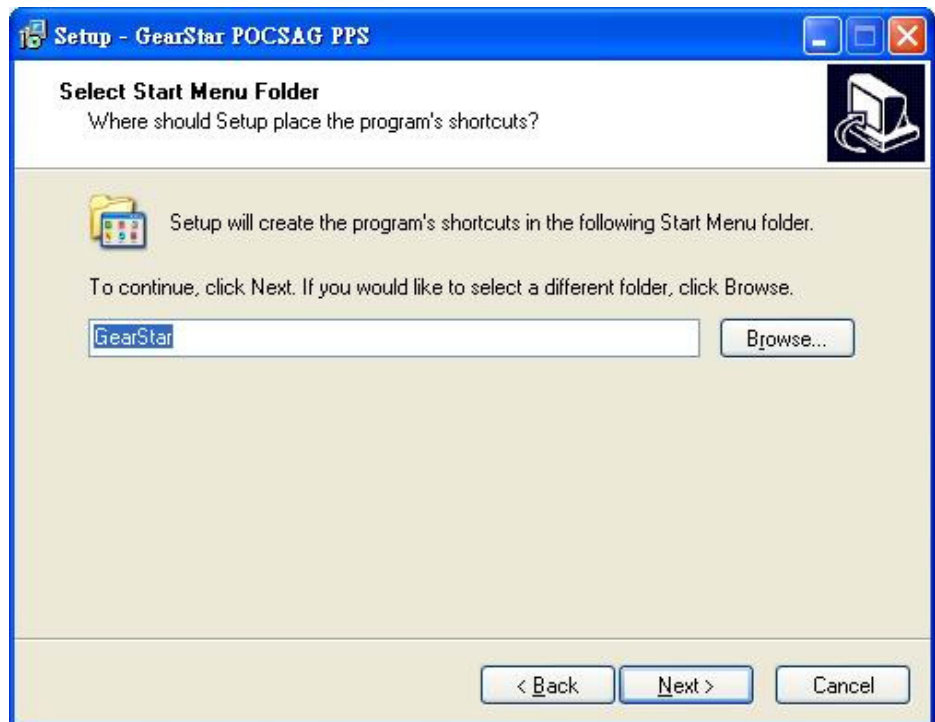 Setup - GearStar POCSAG PPS
Select Start Menu Folder
Where should Setup place the program's shortcuts?
Setup will create the program's shortcuts in the following Start Menu folder.
To continue, click Next. If you would like to select a different folder, click Browse.
GearStar
Browse...
< Back
Next >
Cancel